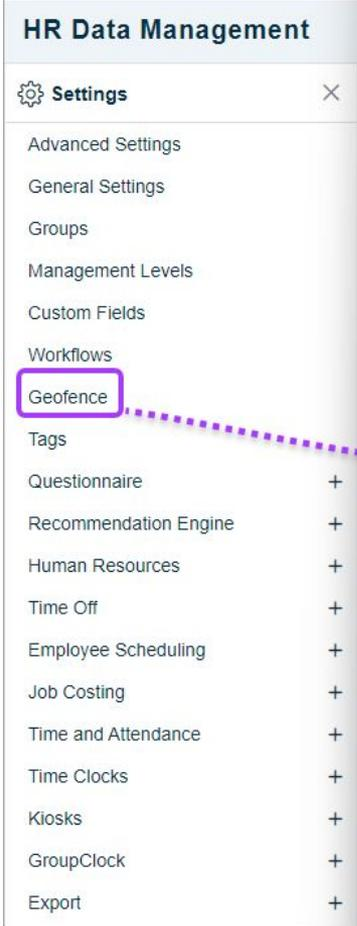 HR Data Management
Settings
Advanced Settings
General Settings
Groups
Management Levels
Custom Fields
Workflows
Geofence
Tags
Questionnaire +
Recommendation Engine +
Human Resources +
Time Off +
Employee Scheduling +
Job Costing +
Time and Attendance +
Time Clocks +
Kiosks +
GroupClock +
Export +